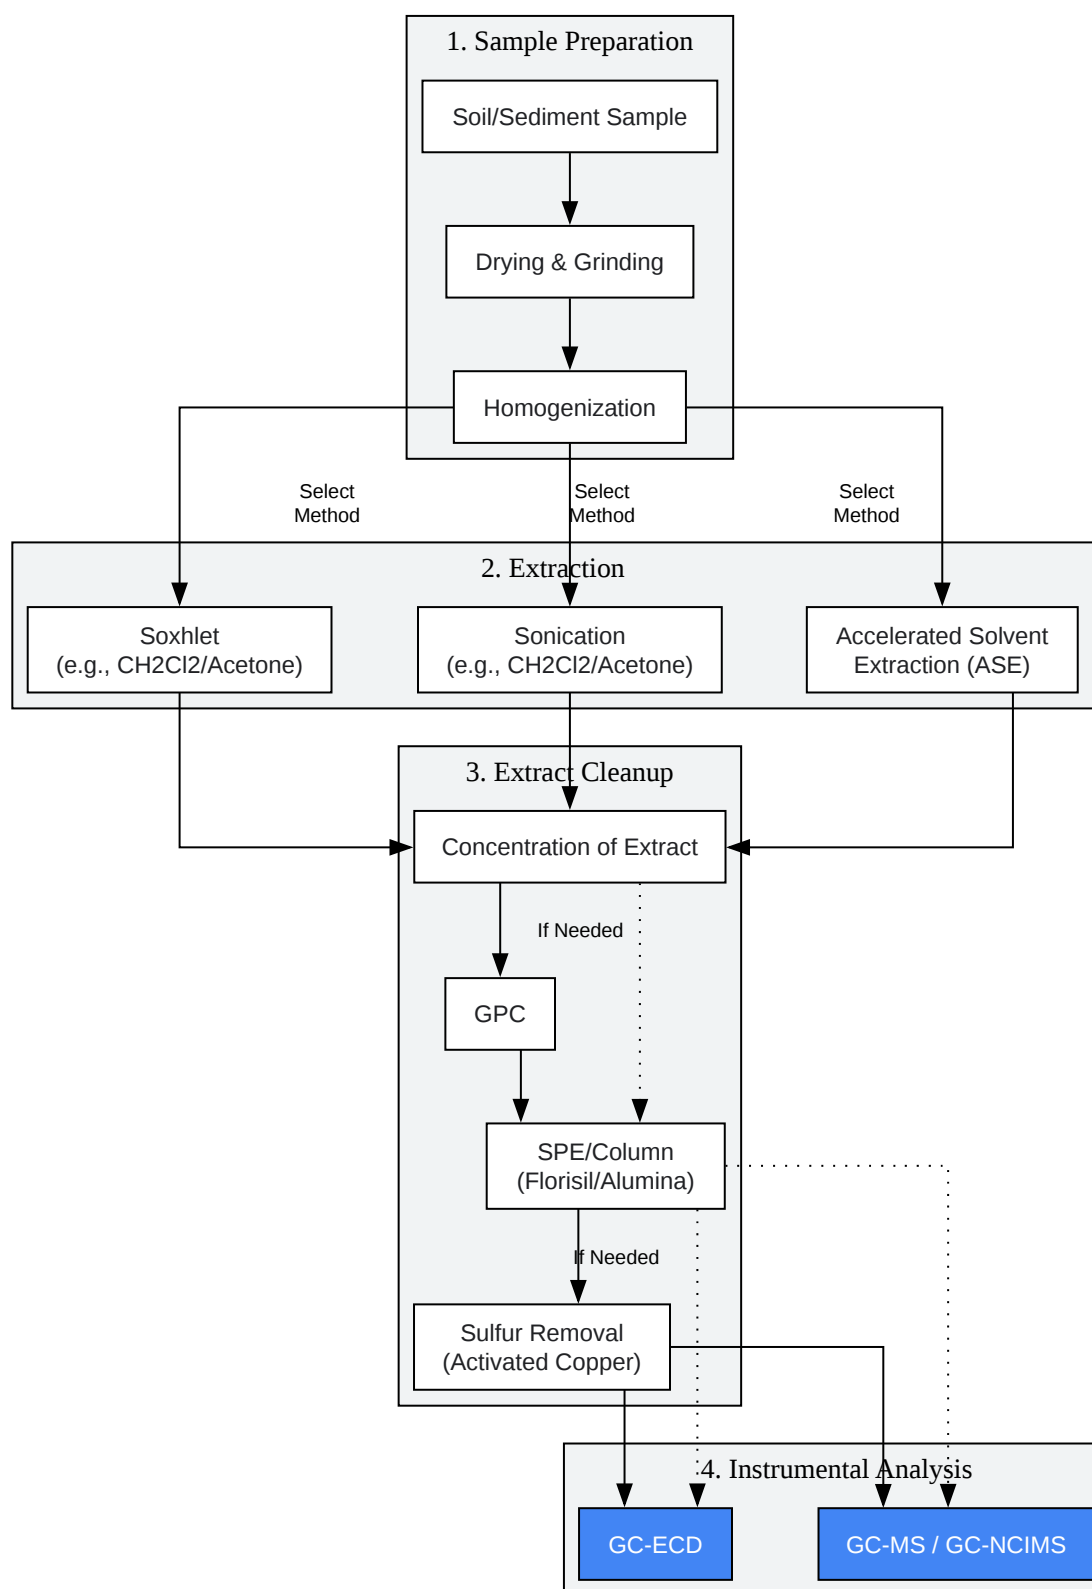 1. Sample Preparation
Soil/Sediment Sample
Drying & Grinding
Homogenization
Select
Method
Select
Method
Select
Method
2. Extraction
Soxhlet
(e.g., CH2Cl2/Acetone)
Sonication
(e.g., CH2Cl2/Acetone)
Accelerated Solvent
Extraction (ASE)
3. Extract Cleanup
Concentration of Extract
If Needed
GPC
SPE/Column
(Florisil/Alumina)
If Needed
Sulfur Removal
(Activated Copper)
4. Instrumental Analysis
GC-ECD
GC-MS / GC-NCIMS